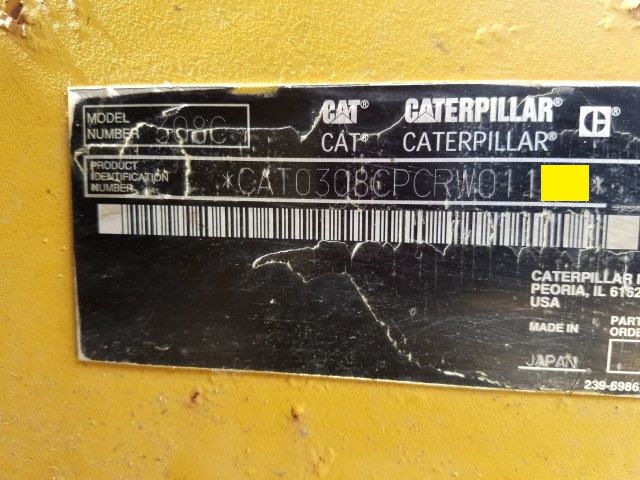 MODEL NUMBER 308C
CAT® CATERPILLAR®
CAT® CATERPILLAR®
PRODUCT IDENTIFICATION NUMBER *CAT0308CPCRW011 *
CATERPILLAR
PEORIA, IL
USA
MADE IN
JAPAN
PART
ORDE
239-6986